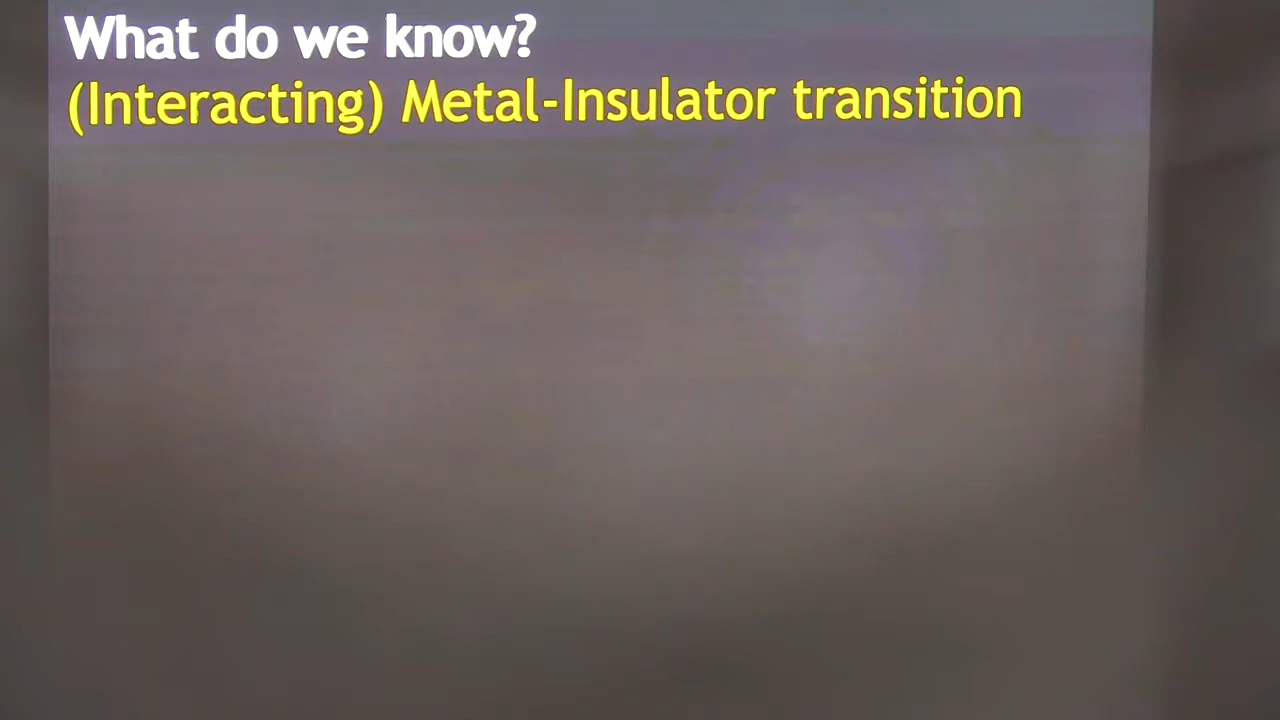 What do we know?
(Interacting) Metal-Insulator transition